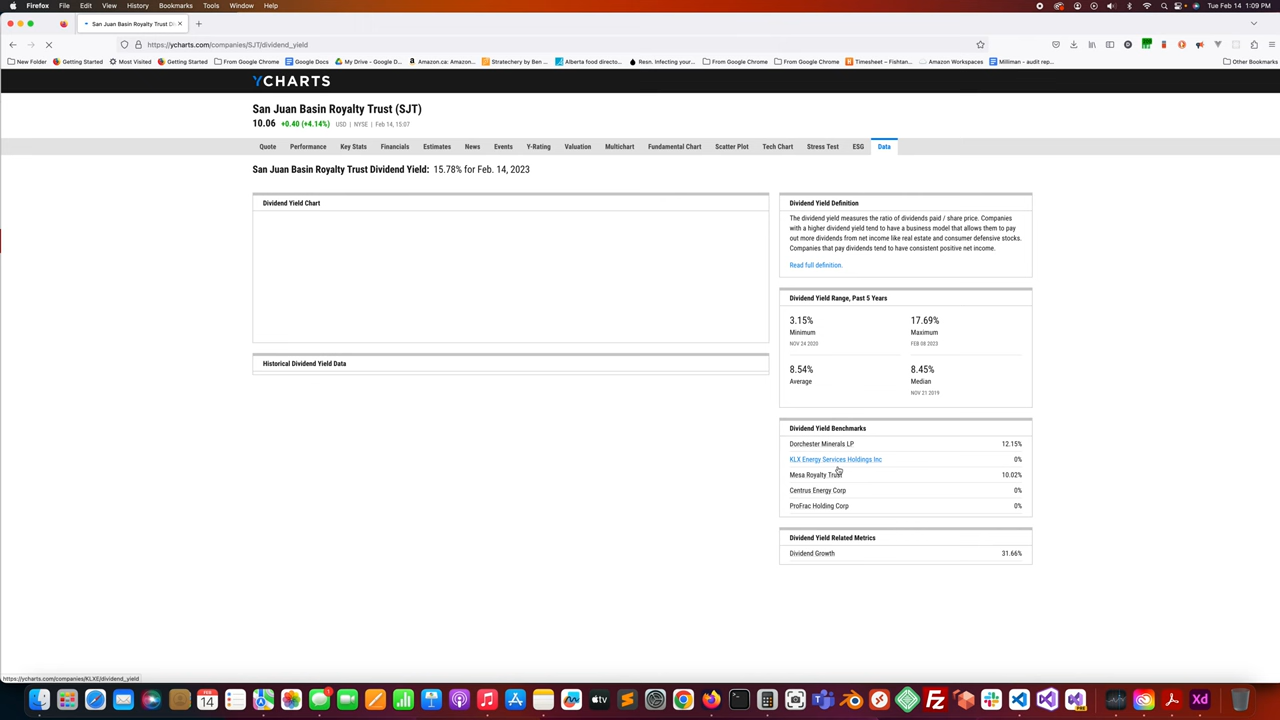 Firefox File Edit View History Bookmarks Tools Window Help
Tue Feb 14 1:09 PM
San Juan Basin Royalty Trust D
https://ycharts.com/companies/SJT/dividend_yield
New Folder Getting Started Most Visited Getting Started From Google Chrome Google Docs My Drive - Google D... Amazon.ca: Amazon... Stratechery by Ben ... Alberta food directo... Resn. Infecting your... From Google Chrome From Google Chrome Timesheet – Fishtan... Amazon Workspaces Milliman - audit rep... Other Bookmarks
YCHARTS
San Juan Basin Royalty Trust (SJT)
10.06 +0.40 (+4.14%) USD | NYSE | Feb 14, 15:07
Quote Performance Key Stats Financials Estimates News Events Y-Rating Valuation Multichart Fundamental Chart Scatter Plot Tech Chart Stress Test ESG Data
San Juan Basin Royalty Trust Dividend Yield: 15.78% for Feb. 14, 2023
Dividend Yield Chart
Historical Dividend Yield Data
Dividend Yield Definition
The dividend yield measures the ratio of dividends paid / share price. Companies
with a higher dividend yield tend to have a business model that allows them to pay
out more dividends from net income like real estate and consumer defensive stocks.
Companies that pay dividends tend to have consistent positive net income.
Read full definition.
Dividend Yield Range, Past 5 Years
3.15% 17.69%
Minimum Maximum
NOV 24 2020 FEB 08 2023
8.54% 8.45%
Average Median
NOV 21 2019
Dividend Yield Benchmarks
Dorchester Minerals LP 12.15%
KLX Energy Services Holdings Inc 0%
Mesa Royalty Trust 10.02%
Centrus Energy Corp 0%
ProFrac Holding Corp 0%
Dividend Yield Related Metrics
Dividend Growth 31.66%
https://ycharts.com/companies/KLXE/dividend_yield
FEB
14
1
tv
PRE
Xd